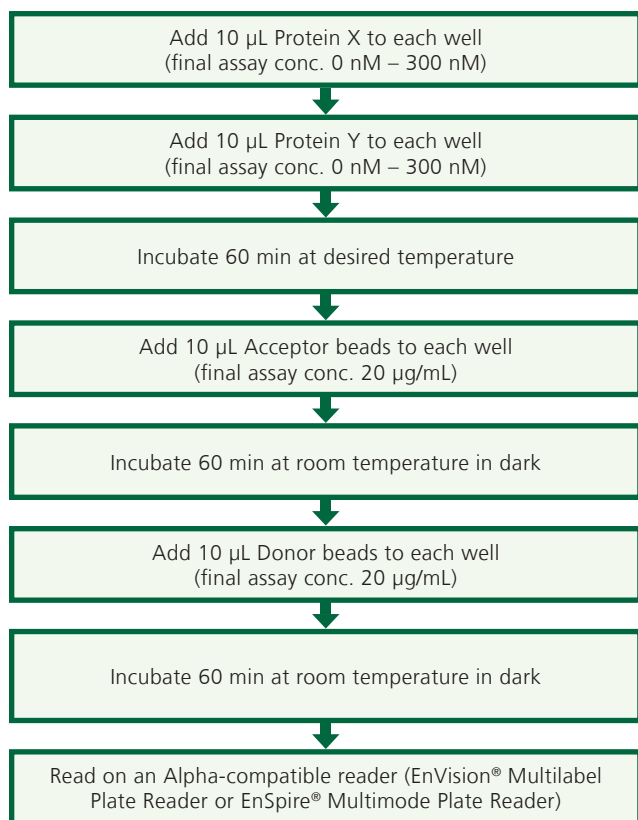 Add 10 µL Protein X to each well
(final assay conc. 0 nM – 300 nM)
Add 10 µL Protein Y to each well
(final assay conc. 0 nM – 300 nM)
Incubate 60 min at desired temperature
Add 10 µL Acceptor beads to each well
(final assay conc. 20 µg/mL)
Incubate 60 min at room temperature in dark
Add 10 µL Donor beads to each well
(final assay conc. 20 µg/mL)
Incubate 60 min at room temperature in dark
Read on an Alpha-compatible reader (EnVision® Multilabel
Plate Reader or EnSpire® Multimode Plate Reader)